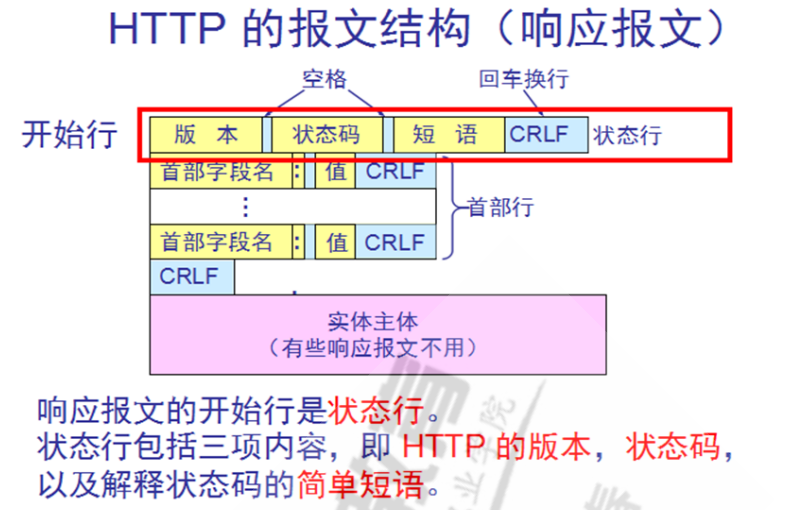 HTTP 的报文结构（响应报文）
空格 回车换行
开始行 版 本 状态码 短 语 CRLF 状态行
首部字段名 : 值 CRLF
首部行
⋮
首部字段名 : 值 CRLF
CRLF
实体主体
（有些响应报文不用）
响应报文的开始行是状态行。
状态行包括三项内容，即 HTTP 的版本，状态码，
以及解释状态码的简单短语。